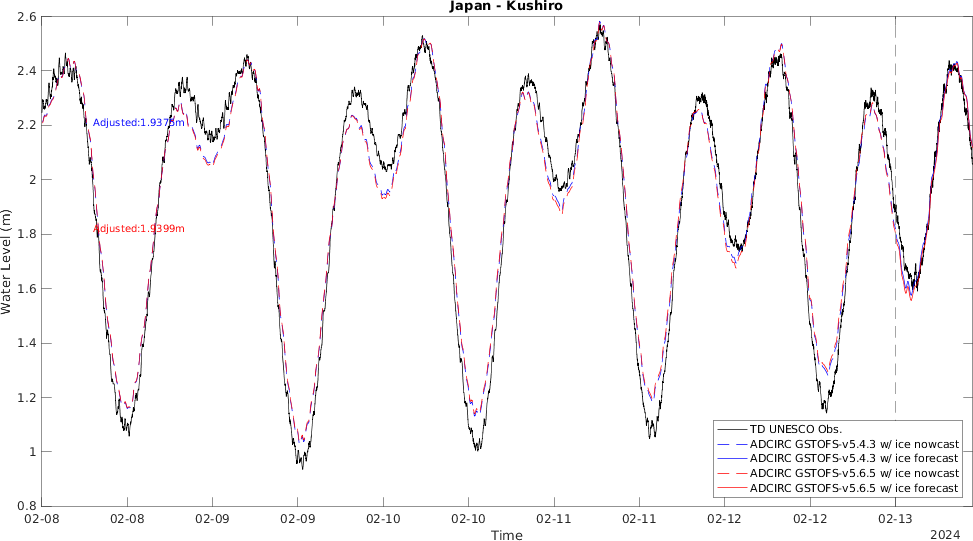 Japan - Kushiro
2.6
2.4
2.2
2
1.8
1.6
1.4
1.2
1
0.8
Water Level (m)
Adjusted:1.9373m
Adjusted:1.9399m
TD UNESCO Obs.
ADCIRC GSTOFS-v5.4.3 w/ ice nowcast
ADCIRC GSTOFS-v5.4.3 w/ ice forecast
ADCIRC GSTOFS-v5.6.5 w/ ice nowcast
ADCIRC GSTOFS-v5.6.5 w/ ice forecast
02-08 02-08 02-09 02-09 02-10 02-10 02-11 02-11 02-12 02-12 02-13
Time
2024